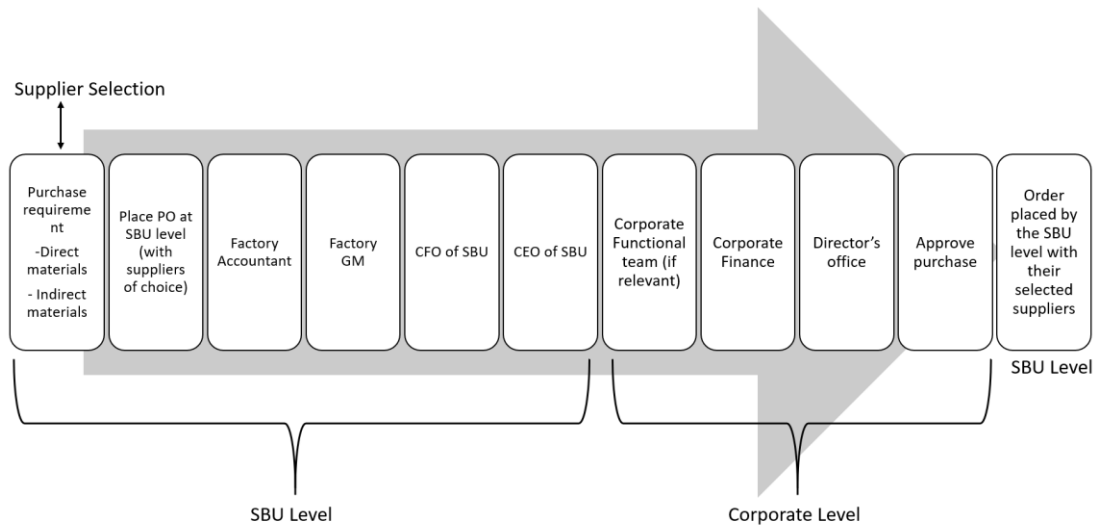 Supplier Selection
Purchase
requireme
nt
-Direct
materials
- Indirect
materials
Place PO at
SBU level
(with
suppliers
of choice)
Factory
Accountant
Factory
GM
CFO of SBU
CEO of SBU
Corporate
Functional
team (if
relevant)
Corporate
Finance
Director’s
office
Approve
purchase
Order
placed by
the SBU
level with
their
selected
suppliers
SBU Level
SBU Level
Corporate Level